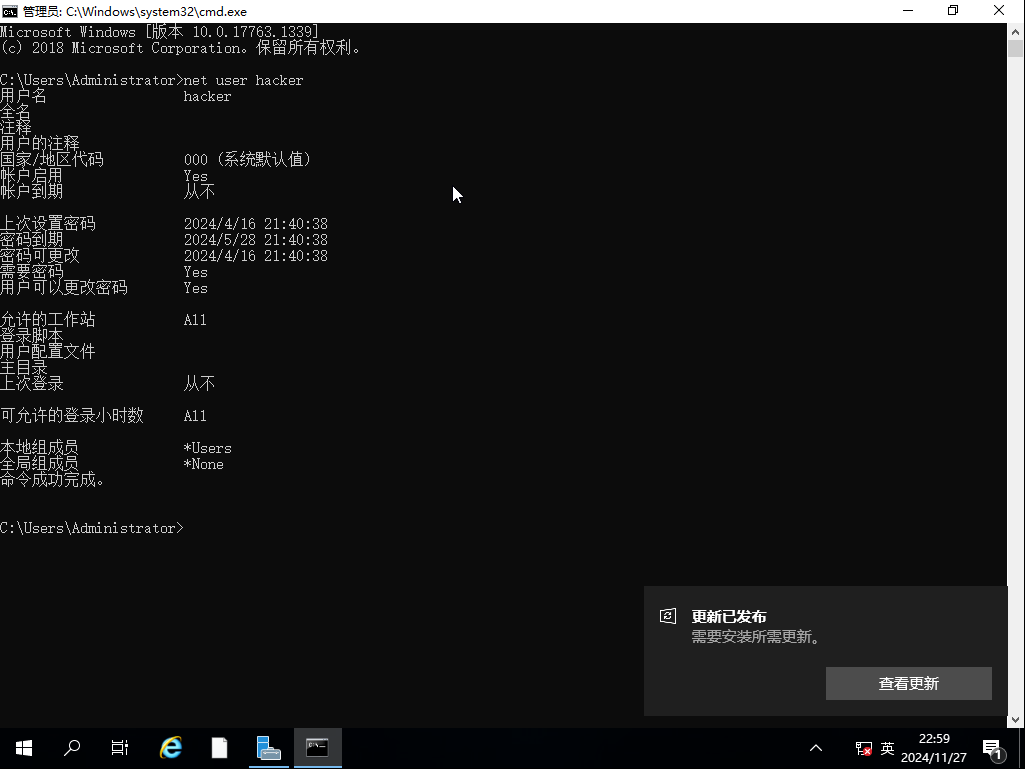 管理员: C:\Windows\system32\cmd.exe
Microsoft Windows [版本 10.0.17763.1339]
(c) 2018 Microsoft Corporation。保留所有权利。
C:\Users\Administrator>net user hacker
用户名 hacker
全名
注释
用户的注释
国家/地区代码 000 (系统默认值)
帐户启用 Yes
帐户到期 从不
上次设置密码 2024/4/16 21:40:38
密码到期 2024/5/28 21:40:38
密码可更改 2024/4/16 21:40:38
需要密码 Yes
用户可以更改密码 Yes
允许的工作站 All
登录脚本
用户配置文件
主目录
上次登录 从不
可允许的登录小时数 All
本地组成员 *Users
全局组成员 *None
命令成功完成。
C:\Users\Administrator>
更新已发布
需要安装所需更新。
查看更新
英
22:59
2024/11/27
1